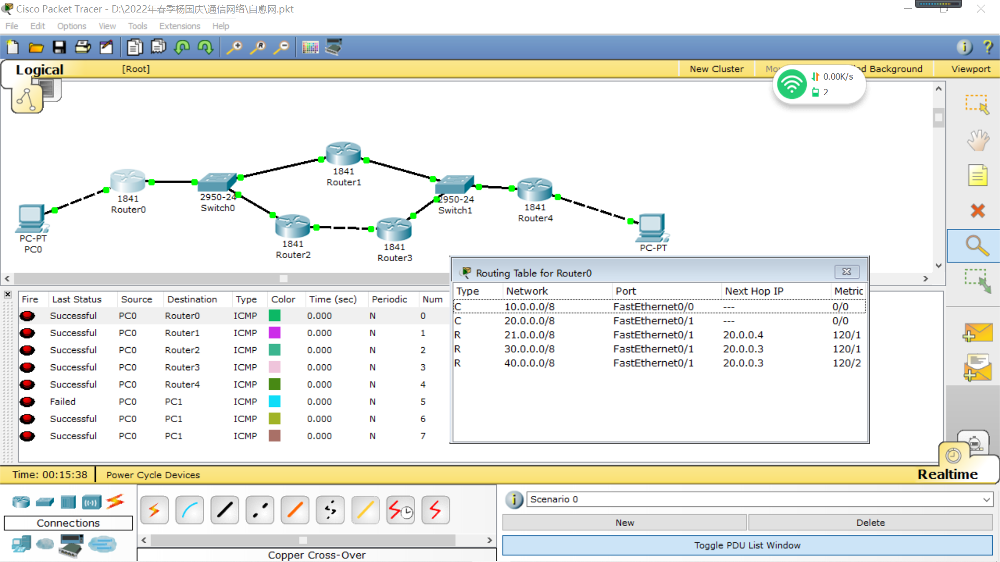 Cisco Packet Tracer - D:\2022年春季杨国庆\通信网络\自愈网.pkt
File Edit Options View Tools Extensions Help
Logical [Root] New Cluster Mo ed Background Viewport
0.00K/s
2
1841
Router1
1841
Router0
2950-24
Switch0
2950-24
Switch1
1841
Router4
PC-PT
PC0
1841
Router2
1841
Router3
PC-PT
Routing Table for Router0
Type Network Port Next Hop IP Metric
C 10.0.0.0/8 FastEthernet0/0 --- 0/0
C 20.0.0.0/8 FastEthernet0/1 --- 0/0
R 21.0.0.0/8 FastEthernet0/1 20.0.0.4 120/1
R 30.0.0.0/8 FastEthernet0/1 20.0.0.3 120/1
R 40.0.0.0/8 FastEthernet0/1 20.0.0.3 120/2
Fire Last Status Source Destination Type Color Time (sec) Periodic Num
Successful PC0 Router0 ICMP 0.000 N 0
Successful PC0 Router1 ICMP 0.000 N 1
Successful PC0 Router2 ICMP 0.000 N 2
Successful PC0 Router3 ICMP 0.000 N 3
Successful PC0 Router4 ICMP 0.000 N 4
Failed PC0 PC1 ICMP 0.000 N 5
Successful PC0 PC1 ICMP 0.000 N 6
Successful PC0 PC1 ICMP 0.000 N 7
Time: 00:15:38 Power Cycle Devices Realtime
Connections
Copper Cross-Over
Scenario 0
New Delete
Toggle PDU List Window